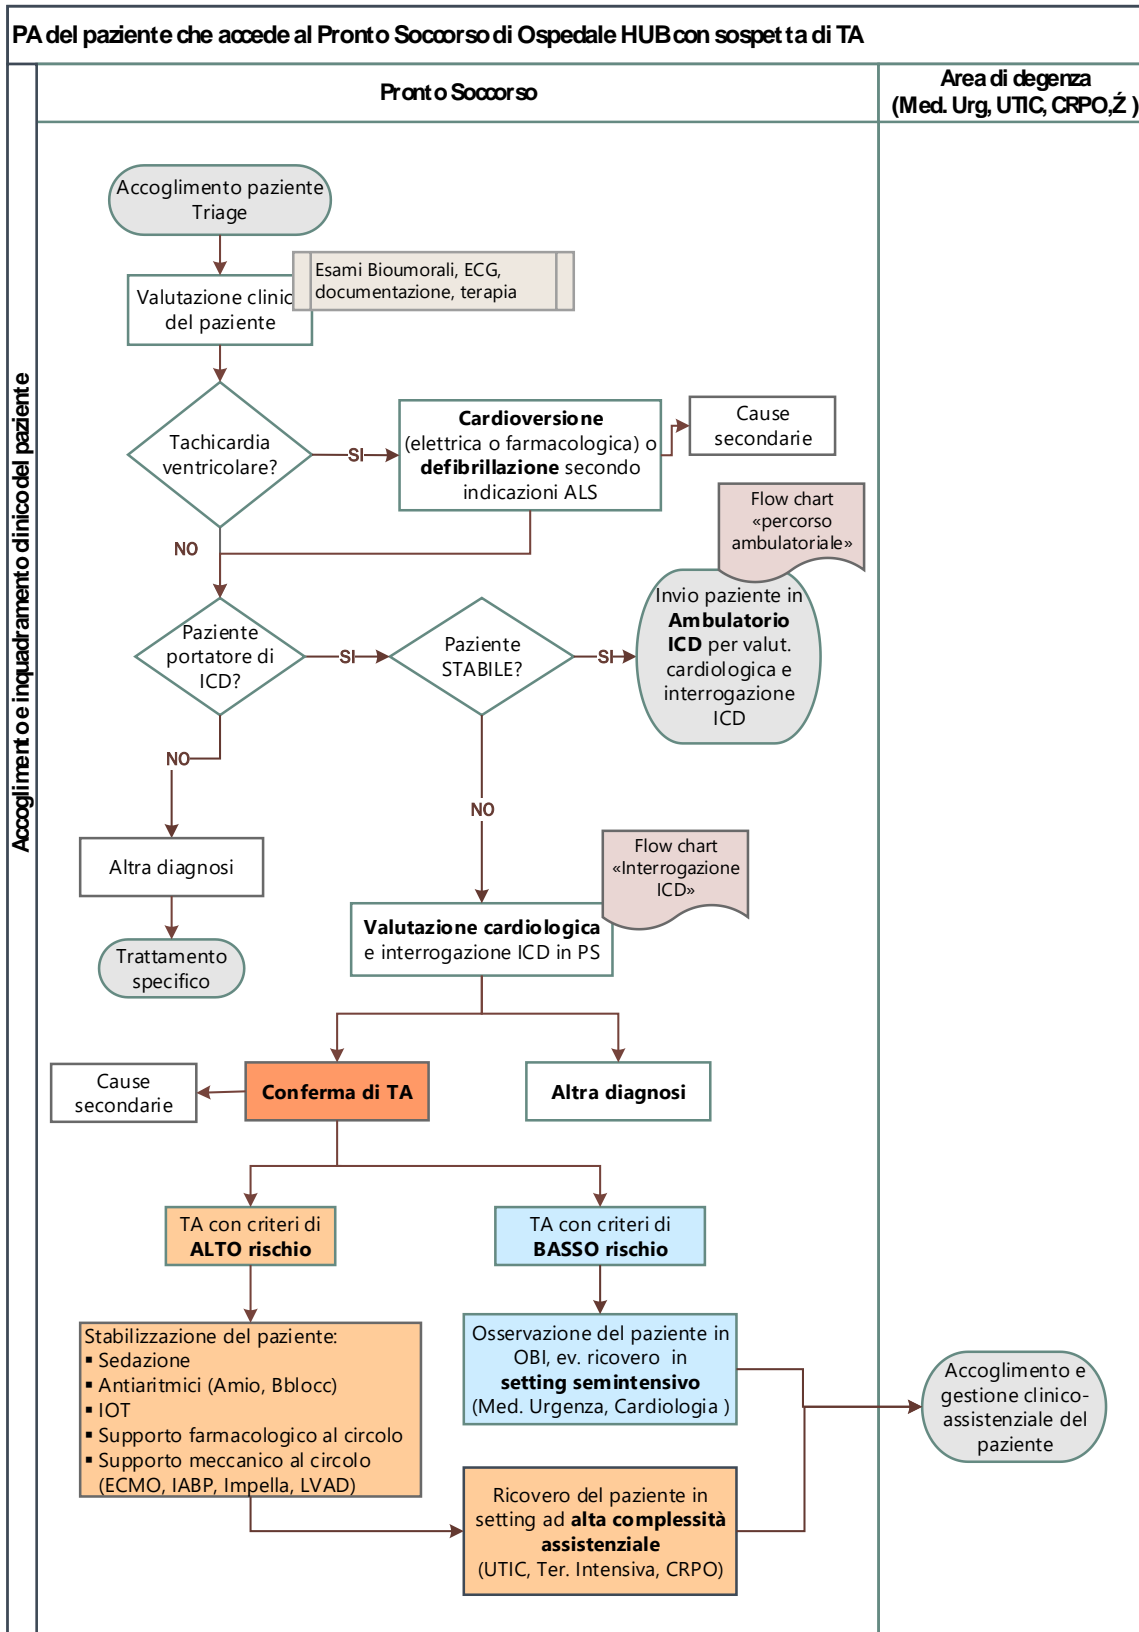 PA del paziente che accede al Pronto Soccorso di Ospedale HUB con sospetta di TA
Accoglimento e inquadramento clinico del paziente
Pronto Soccorso
Area di degenza
(Med. Urg, UTIC, CRPO,Ź )
Accoglimento paziente
Triage
Esami Bioumorali, ECG,
documentazione, terapia
Valutazione clinic
del paziente
Tachicardia
ventricolare?
SI
Cardioversione
(elettrica o farmacologica) o
defibrillazione secondo
indicazioni ALS
Cause
secondarie
NO
Flow chart
«percorso
ambulatoriale»
Paziente
portatore di
ICD?
SI
Paziente
STABILE?
SI
Invio paziente in
Ambulatorio
ICD per valut.
cardiologica e
interrogazione
ICD
NO
NO
Altra diagnosi
Trattamento
specifico
Flow chart
«Interrogazione
ICD»
Valutazione cardiologica
e interrogazione ICD in PS
Cause
secondarie
Conferma di TA
Altra diagnosi
TA con criteri di
ALTO rischio
TA con criteri di
BASSO rischio
Stabilizzazione del paziente:
▪ Sedazione
▪ Antiaritmici (Amio, Bblocc)
▪ IOT
▪ Supporto farmacologico al circolo
▪ Supporto meccanico al circolo
(ECMO, IABP, Impella, LVAD)
Osservazione del paziente in
OBI, ev. ricovero in
setting semintensivo
(Med. Urgenza, Cardiologia )
Accoglimento e
gestione clinico-
assistenziale del
paziente
Ricovero del paziente in
setting ad alta complessità
assistenziale
(UTIC, Ter. Intensiva, CRPO)